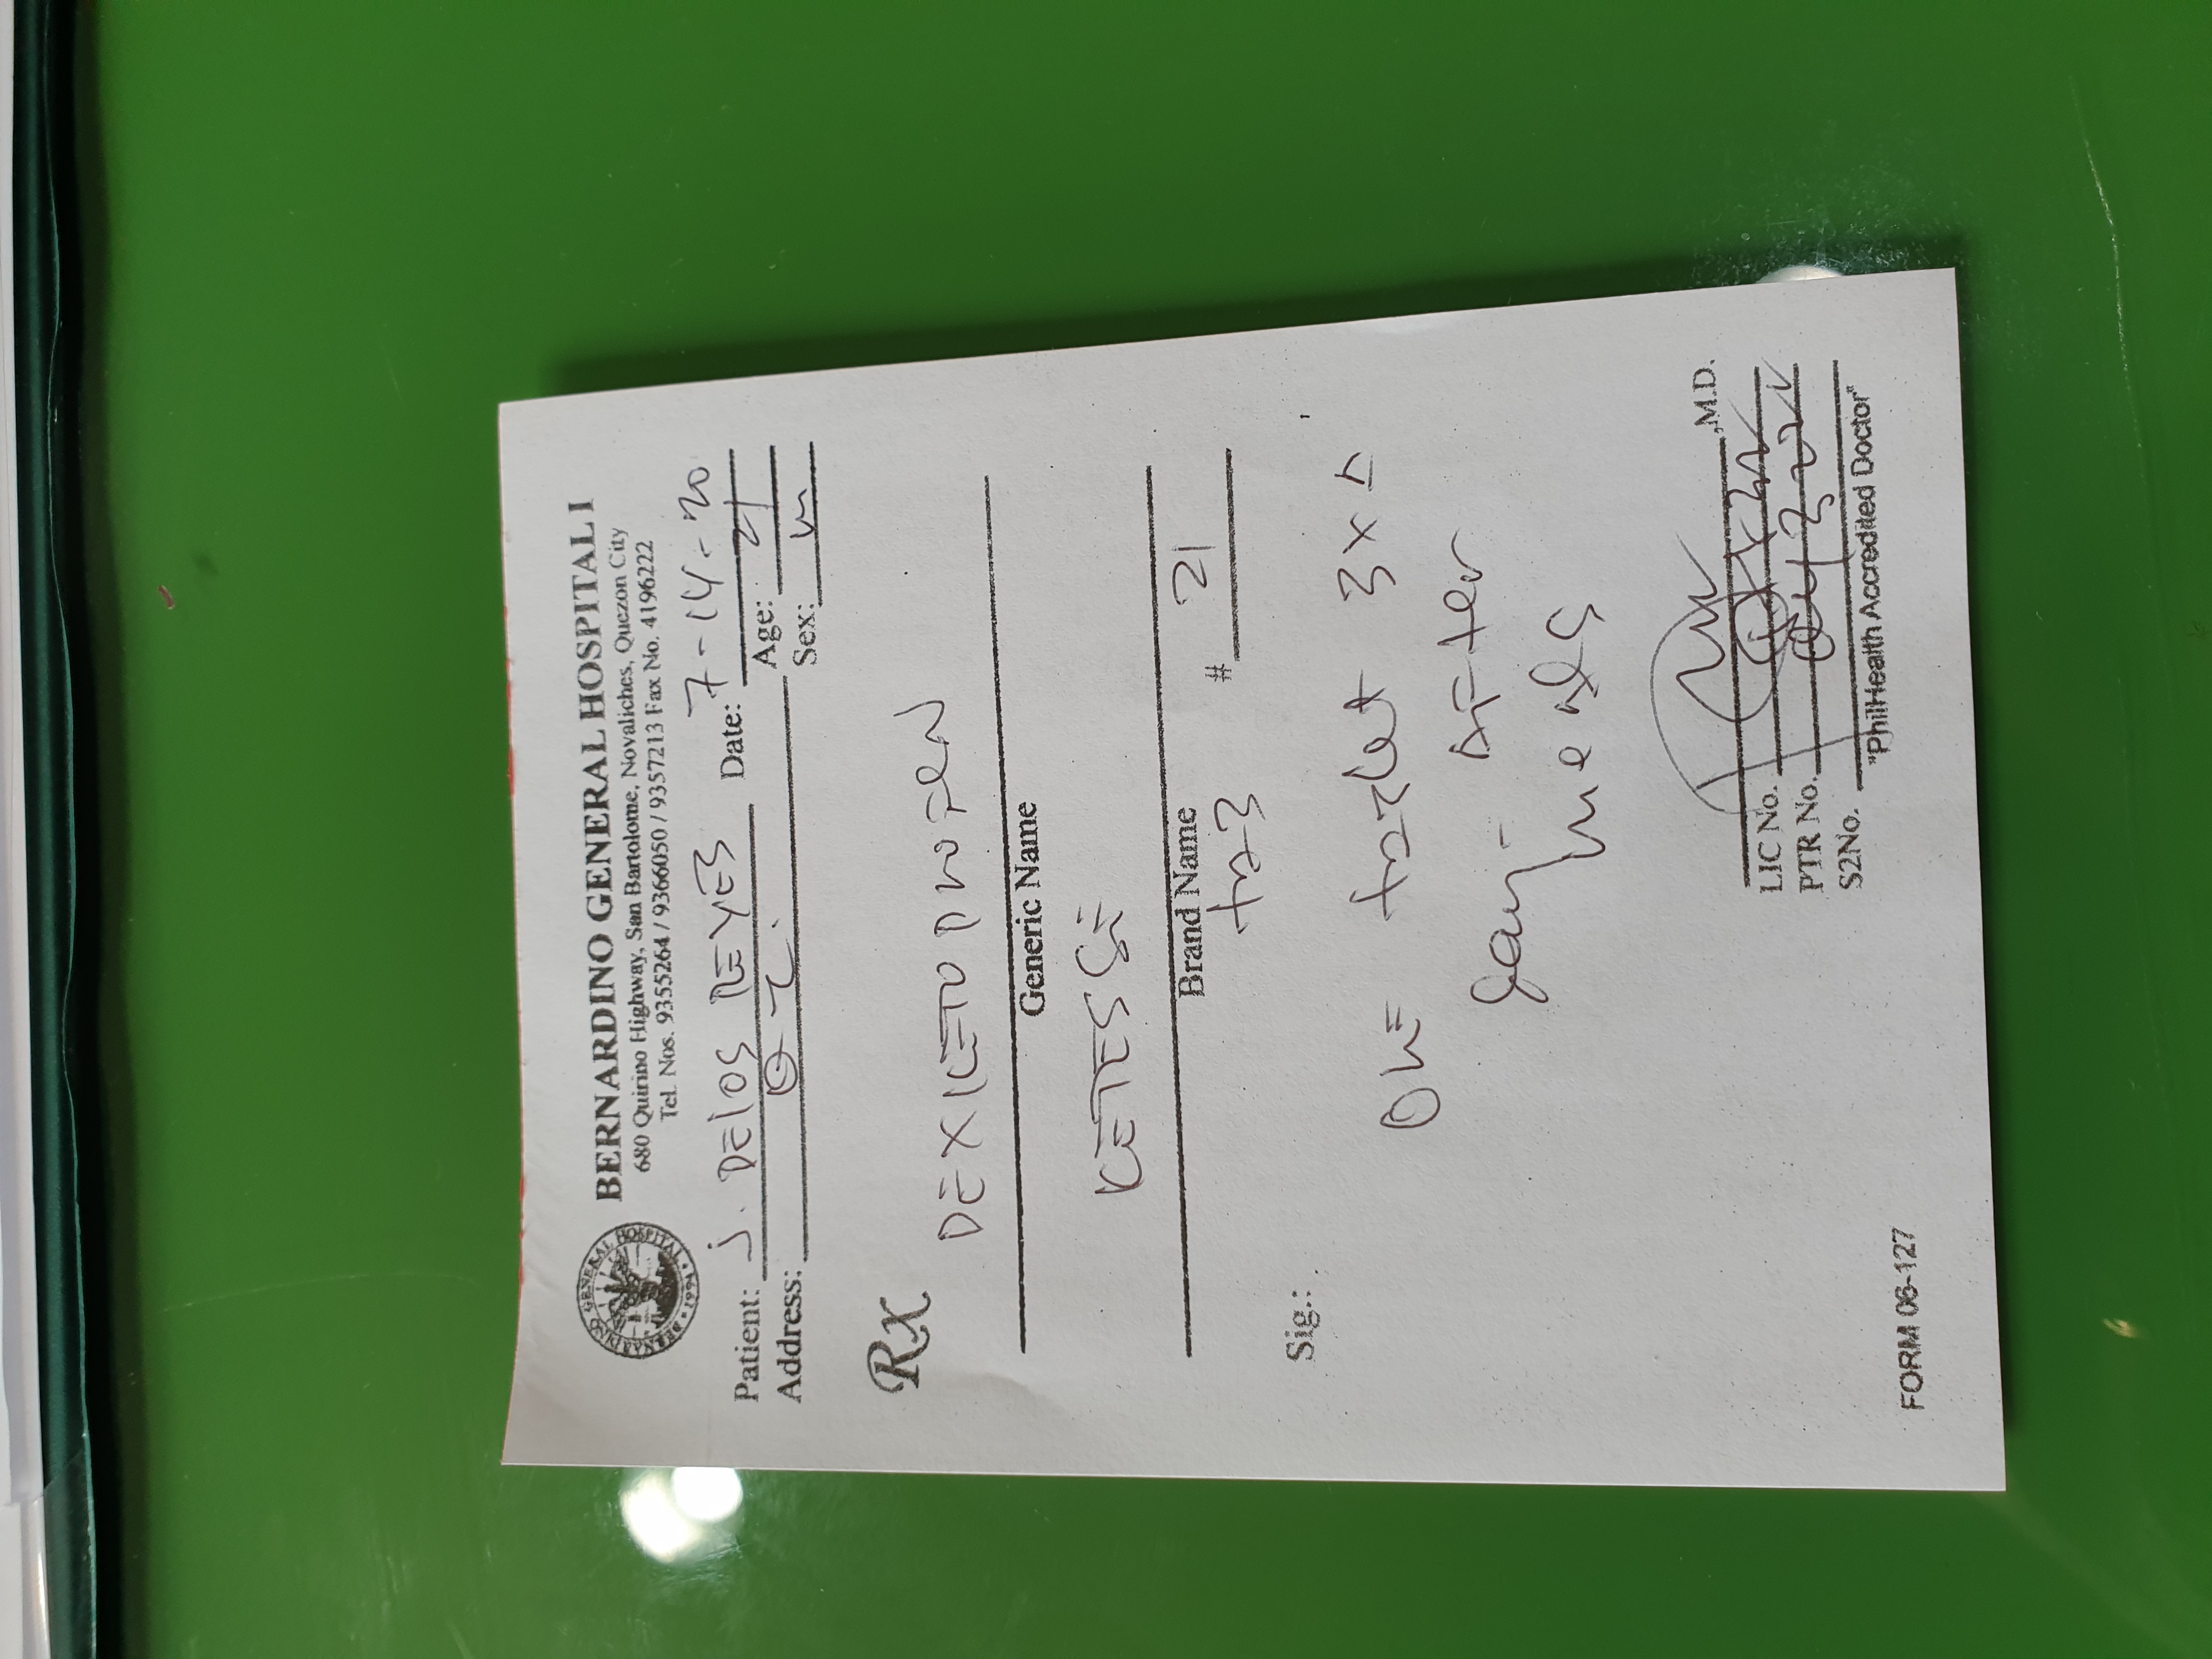 BERNARDINO GENERAL HOSPITAL I
680 Quirino Highway, San Bartolome, Novaliches, Quezon City
Tel. Nos. 9355264 / 9366050 / 9357213 Fax No. 4196222
BERNARDINO GENERAL HOSPITAL
• 1994 •
Patient: J. DElOS REYES Date: 7-14-20
Address: Q C. Age: 21
Sex: m
Rx
DEXKETOPROFEN
Generic Name
KETESSE
Brand Name
tab # 21
Sig.:
ONE tablet 3x A
day - AFter
meals
,M.D.
LIC No.
PTR No.
S2No.
"PhilHealth Accredited Doctor"
FORM 06-127